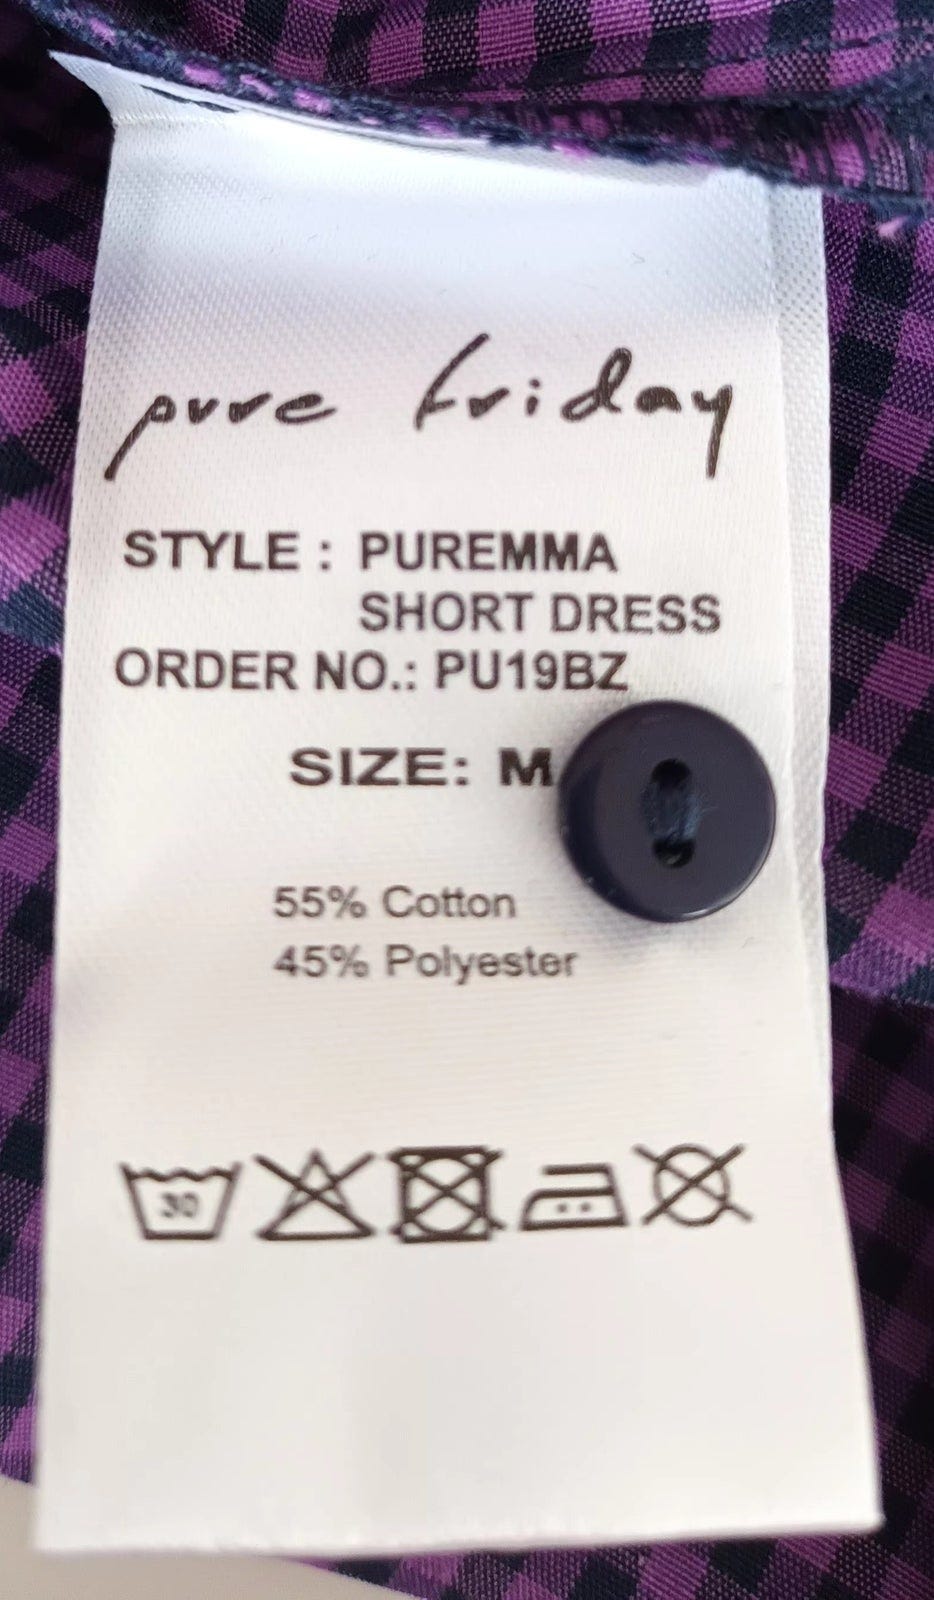 pure friday
STYLE : PUREMMA
SHORT DRESS
ORDER NO.: PU19BZ
SIZE: M
55% Cotton
45% Polyester
30